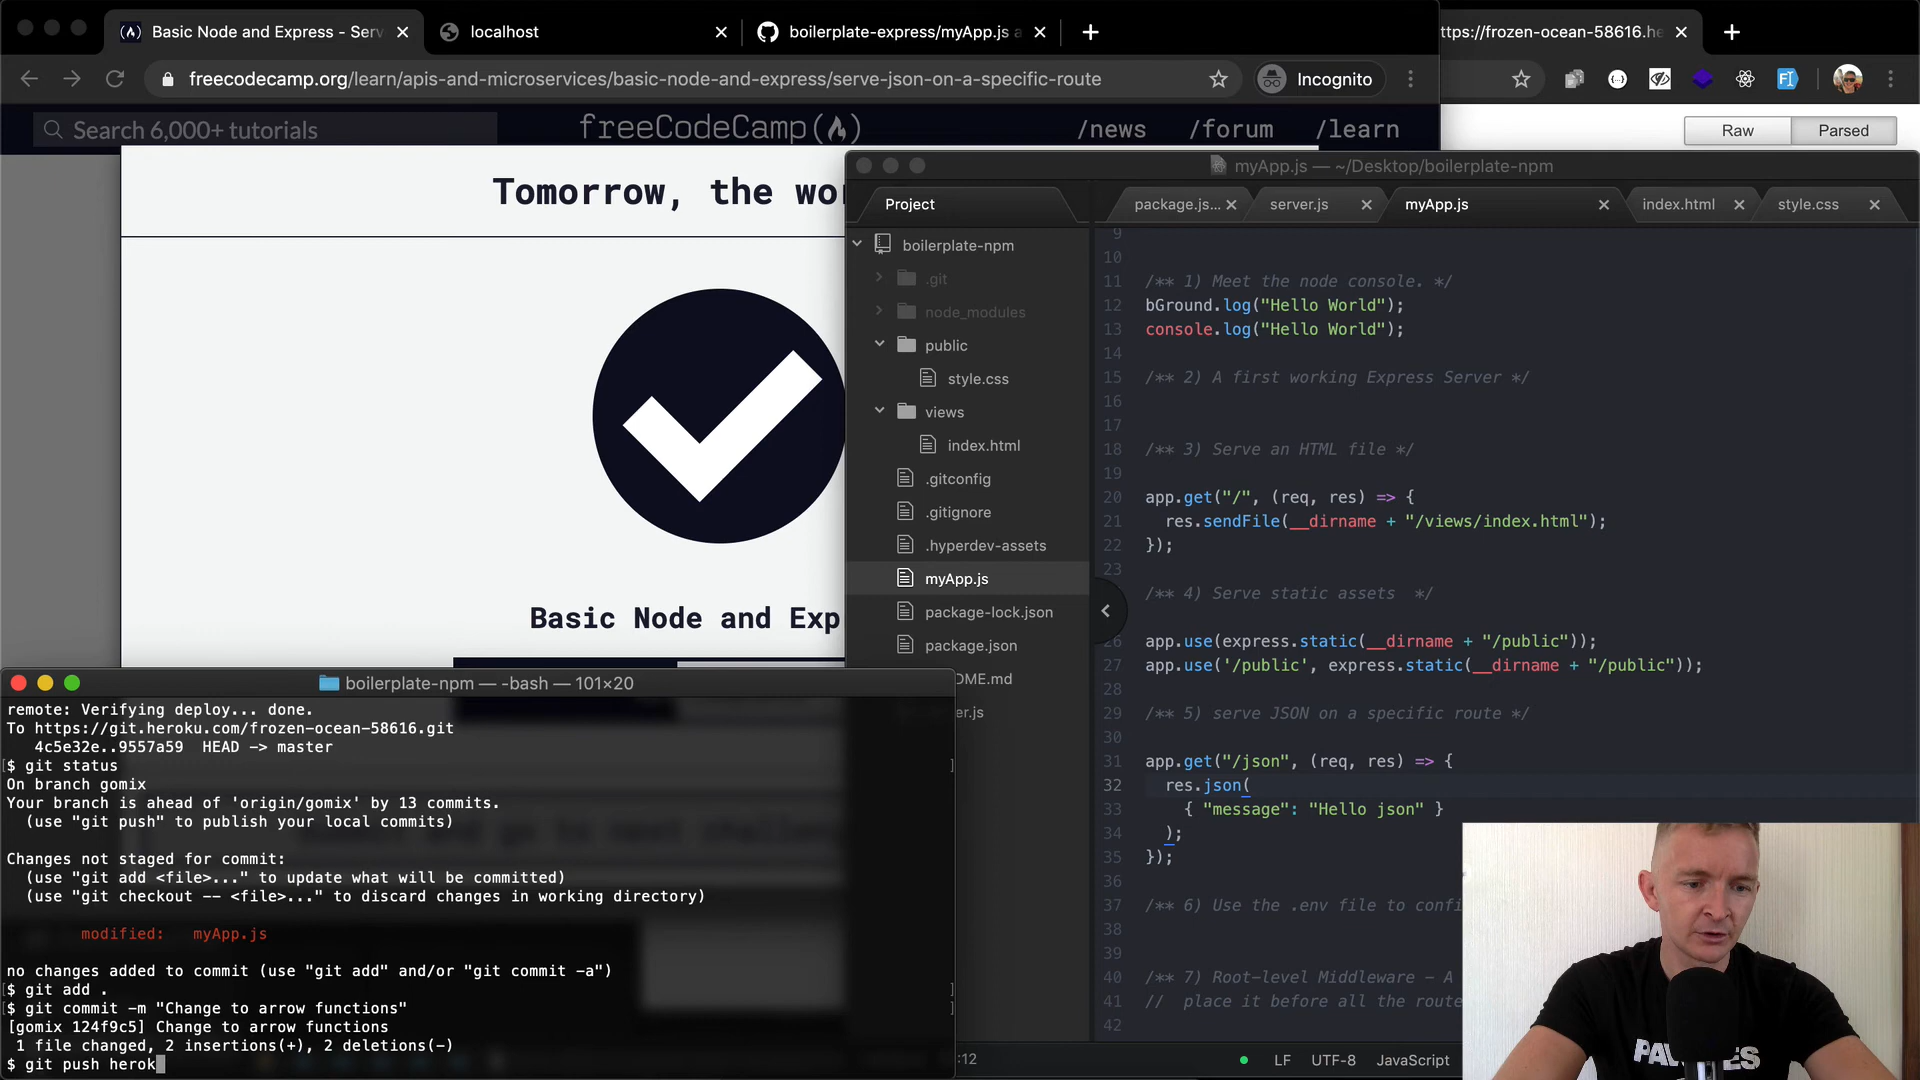 Basic Node and Express - Serv
localhost
boilerplate-express/myApp.js a
ttps://frozen-ocean-58616.he
freecodecamp.org/learn/apis-and-microservices/basic-node-and-express/serve-json-on-a-specific-route
Incognito
Search 6,000+ tutorials
freeCodeCamp
/news
/forum
/learn
Raw
Parsed
Tomorrow, the wo
Basic Node and Exp
myApp.js — ~/Desktop/boilerplate-npm
Project
package.js...
server.js
myApp.js
index.html
style.css
boilerplate-npm
.git
node_modules
public
style.css
views
index.html
.gitconfig
.gitignore
.hyperdev-assets
myApp.js
package-lock.json
package.json
ME.md
er.js
9
10
11 /** 1) Meet the node console. */
12 bGround.log("Hello World");
13 console.log("Hello World");
14
15 /** 2) A first working Express Server */
16
17
18 /** 3) Serve an HTML file */
19
20 app.get("/", (req, res) => {
21 res.sendFile(__dirname + "/views/index.html");
22 });
23
/** 4) Serve static assets  */
26 app.use(express.static(__dirname + "/public"));
27 app.use('/public', express.static(__dirname + "/public"));
28
29 /** 5) serve JSON on a specific route */
30
31 app.get("/json", (req, res) => {
32 res.json(
33 { "message": "Hello json" }
34 );
35 });
36
37 /** 6) Use the .env file to confi
38
39
40 /** 7) Root-level Middleware - A
41 //  place it before all the route
42
:12
LF
UTF-8
JavaScript
boilerplate-npm — -bash — 101×20
remote: Verifying deploy... done.
To https://git.heroku.com/frozen-ocean-58616.git
4c5e32e..9557a59  HEAD -> master
[$ git status ]
On branch gomix
Your branch is ahead of 'origin/gomix' by 13 commits.
(use "git push" to publish your local commits)
Changes not staged for commit:
(use "git add <file>..." to update what will be committed)
(use "git checkout -- <file>..." to discard changes in working directory)
modified:   myApp.js
no changes added to commit (use "git add" and/or "git commit -a")
[$ git add . ]
[$ git commit -m "Change to arrow functions" ]
[gomix 124f9c5] Change to arrow functions
1 file changed, 2 insertions(+), 2 deletions(-)
$ git push herok